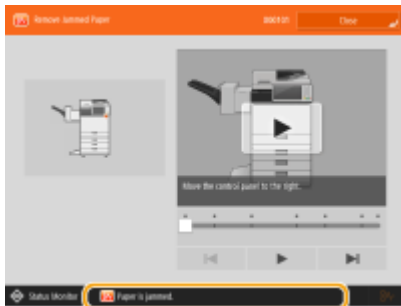 Remove Jammed Paper
Close
Move the control panel to the right.
Status Monitor
Paper is jammed.